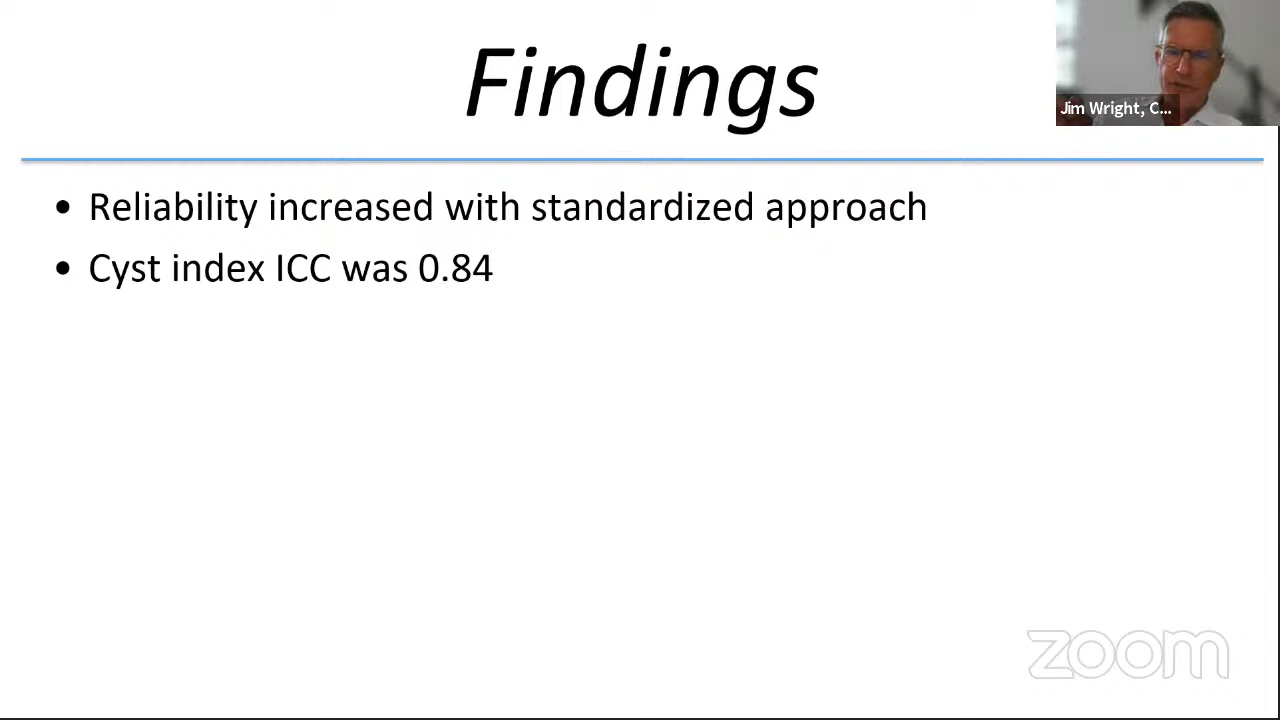 Findings
Jim Wright, C...
• Reliability increased with standardized approach
• Cyst index ICC was 0.84
zoom